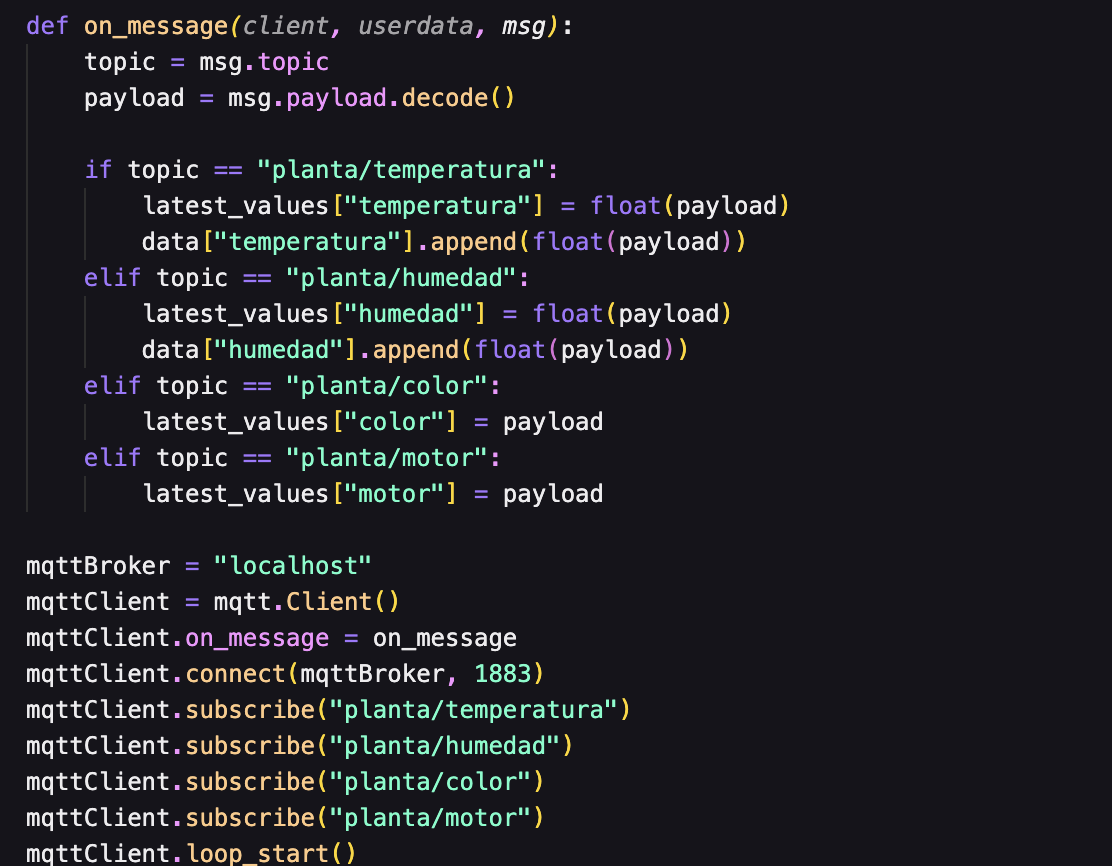 def on_message(client, userdata, msg):
    topic = msg.topic
    payload = msg.payload.decode()

    if topic == "planta/temperatura":
        latest_values["temperatura"] = float(payload)
        data["temperatura"].append(float(payload))
    elif topic == "planta/humedad":
        latest_values["humedad"] = float(payload)
        data["humedad"].append(float(payload))
    elif topic == "planta/color":
        latest_values["color"] = payload
    elif topic == "planta/motor":
        latest_values["motor"] = payload

mqttBroker = "localhost"
mqttClient = mqtt.Client()
mqttClient.on_message = on_message
mqttClient.connect(mqttBroker, 1883)
mqttClient.subscribe("planta/temperatura")
mqttClient.subscribe("planta/humedad")
mqttClient.subscribe("planta/color")
mqttClient.subscribe("planta/motor")
mqttClient.loop_start()